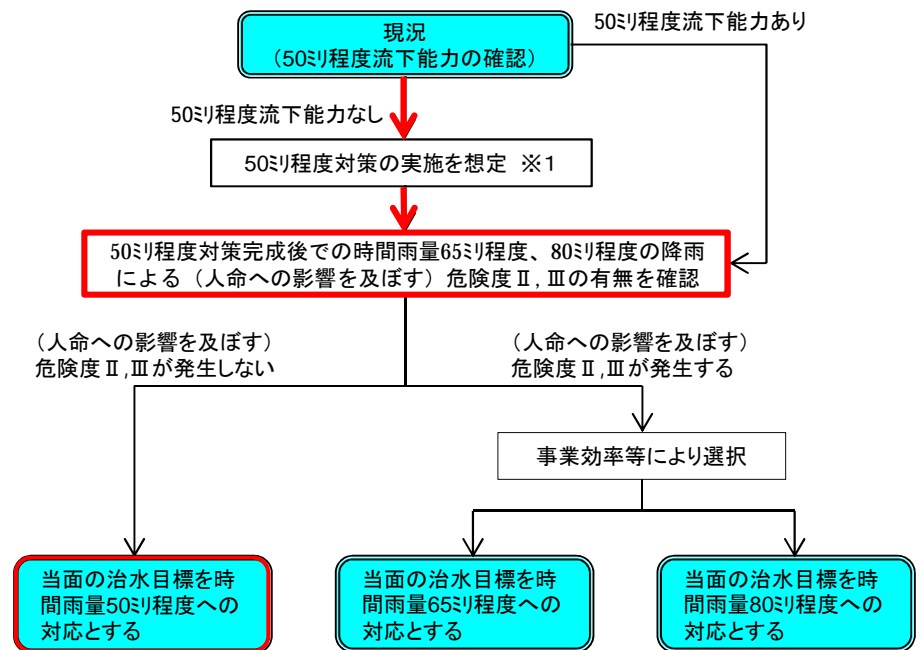 現況
(50ﾐﾘ程度流下能力の確認)
50ﾐﾘ程度流下能力あり
50ﾐﾘ程度流下能力なし
50ﾐﾘ程度対策の実施を想定 ※1
50ﾐﾘ程度対策完成後での時間雨量65ﾐﾘ程度、80ﾐﾘ程度の降雨
による（人命への影響を及ぼす）危険度Ⅱ,Ⅲの有無を確認
（人命への影響を及ぼす）
危険度Ⅱ,Ⅲが発生しない
（人命への影響を及ぼす）
危険度Ⅱ,Ⅲが発生する
事業効率等により選択
当面の治水目標を時
間雨量50ﾐﾘ程度への
対応とする
当面の治水目標を時
間雨量65ﾐﾘ程度への
対応とする
当面の治水目標を時
間雨量80ﾐﾘ程度への
対応とする